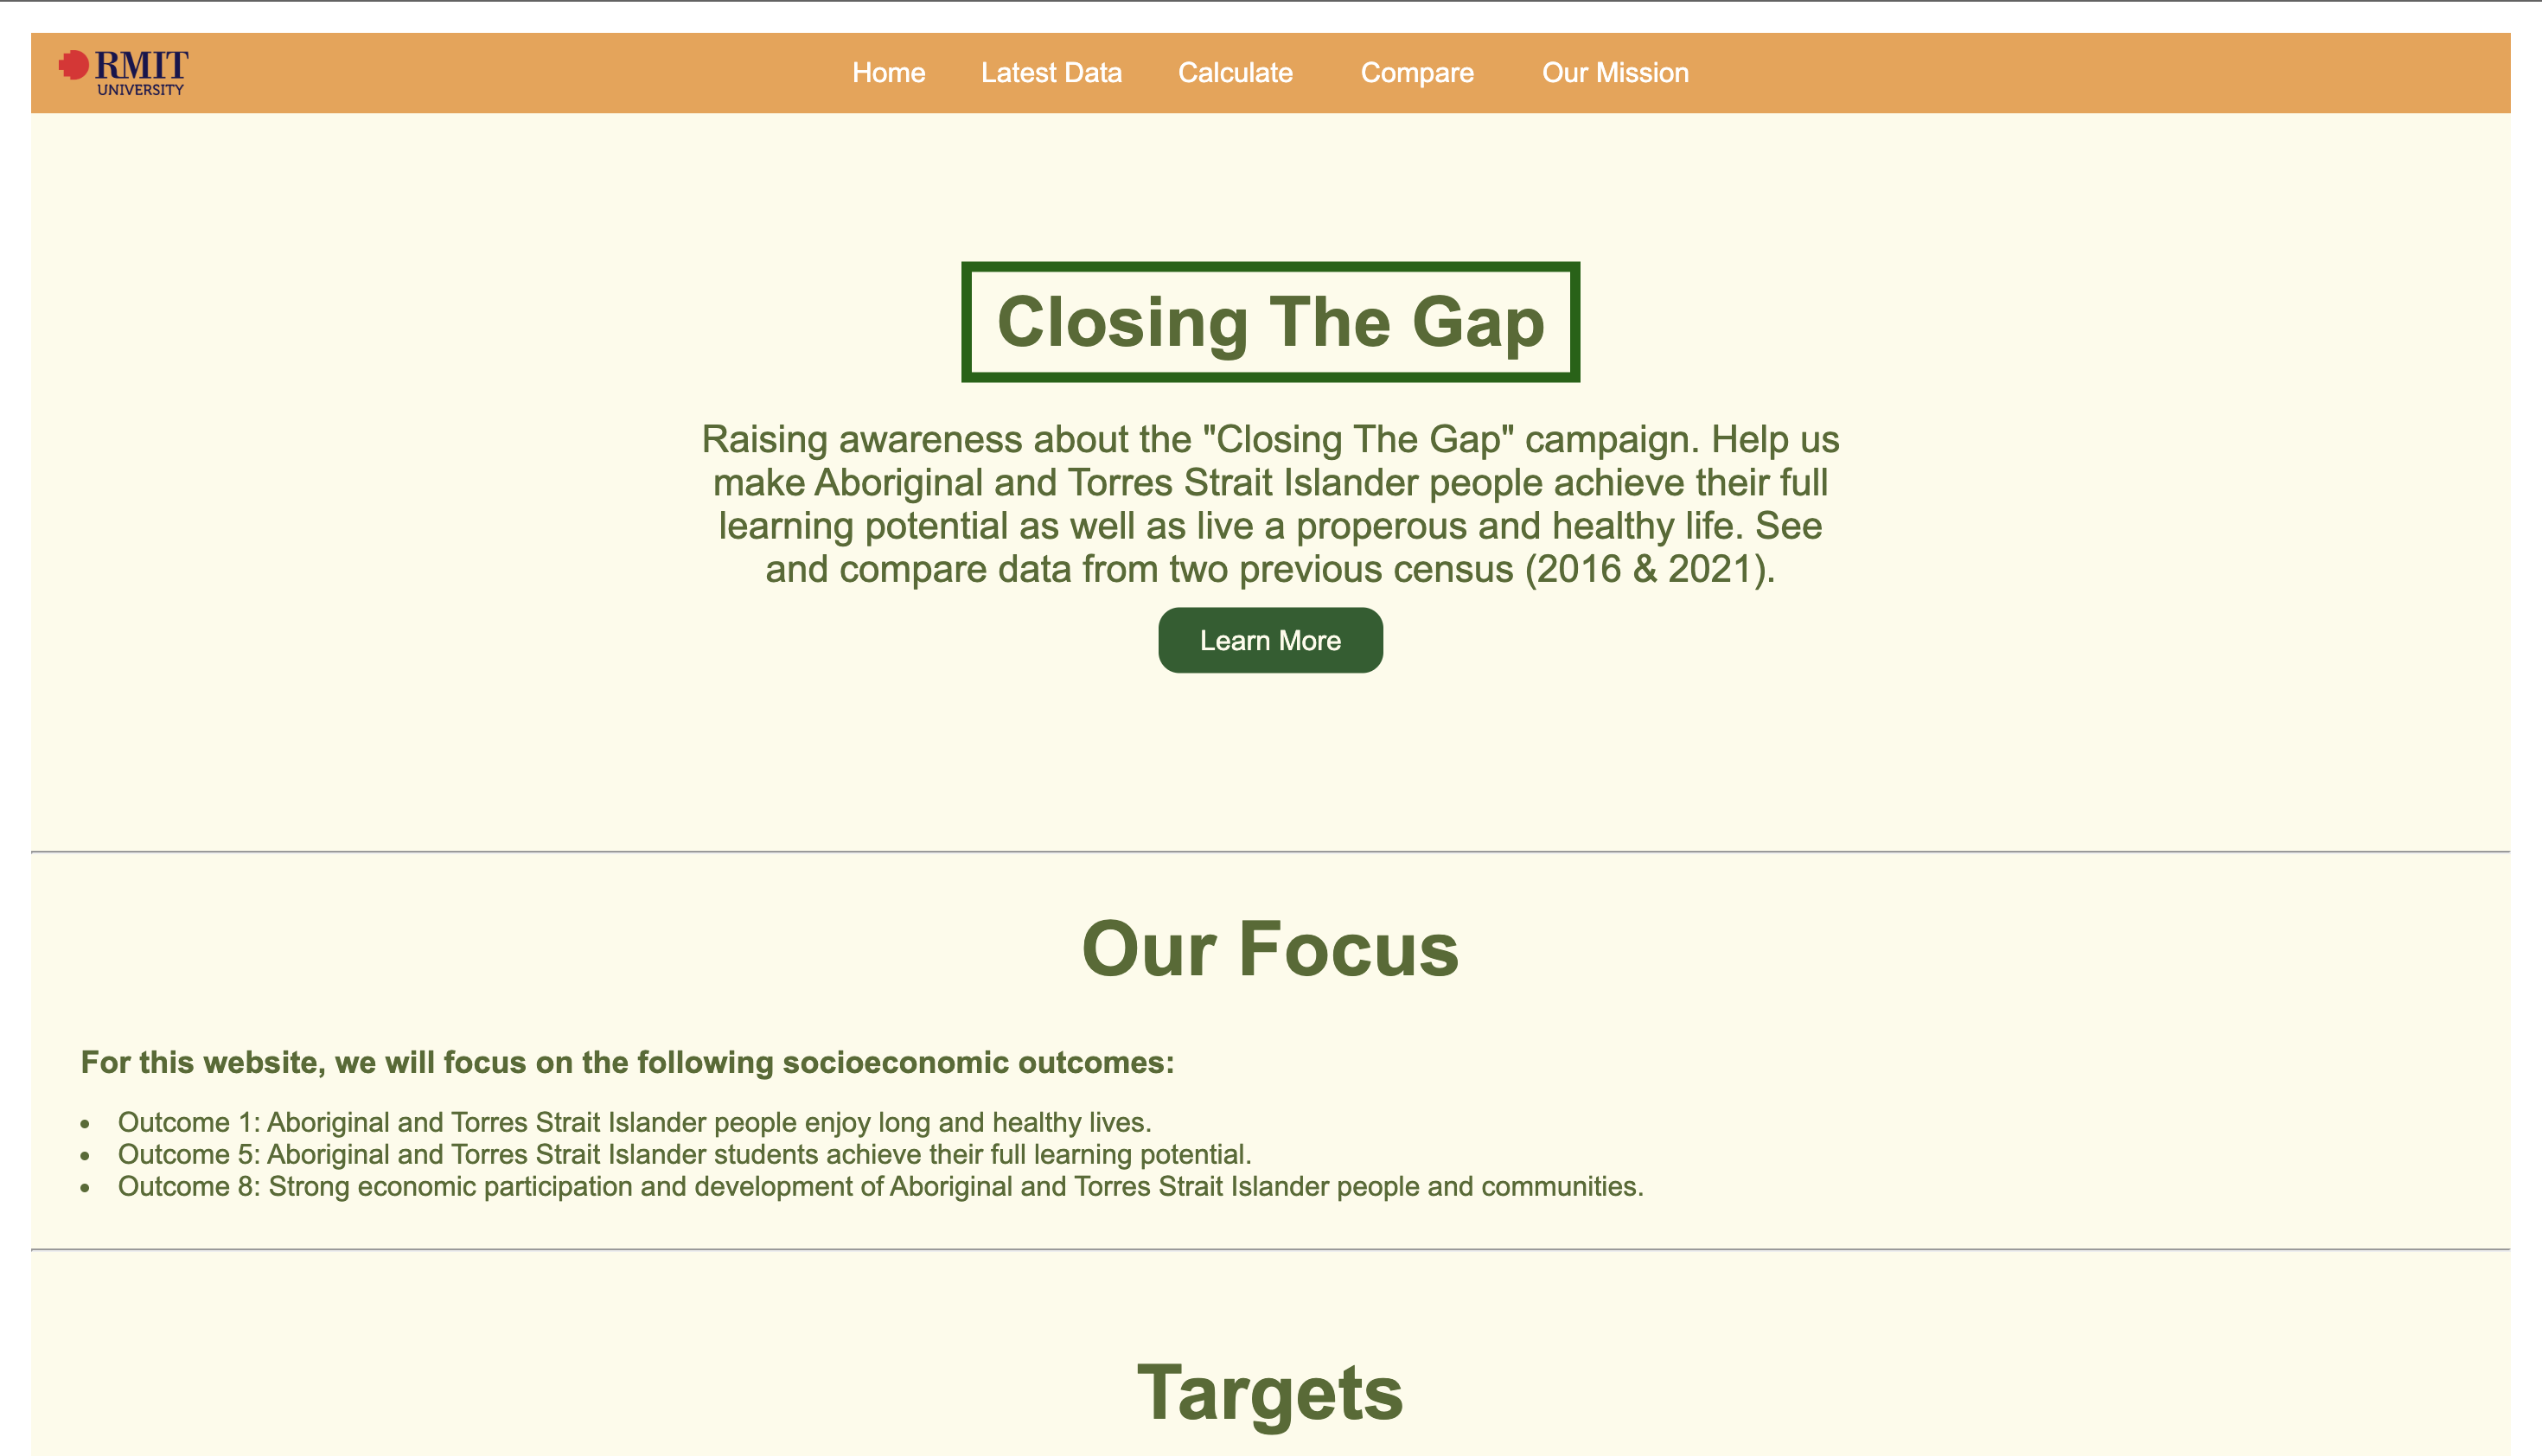 RMIT
UNIVERSITY
Home Latest Data Calculate Compare Our Mission
Closing The Gap
Raising awareness about the "Closing The Gap" campaign. Help us
make Aboriginal and Torres Strait Islander people achieve their full
learning potential as well as live a properous and healthy life. See
and compare data from two previous census (2016 & 2021).
Learn More
Our Focus
For this website, we will focus on the following socioeconomic outcomes:
• Outcome 1: Aboriginal and Torres Strait Islander people enjoy long and healthy lives.
• Outcome 5: Aboriginal and Torres Strait Islander students achieve their full learning potential.
• Outcome 8: Strong economic participation and development of Aboriginal and Torres Strait Islander people and communities.
Targets